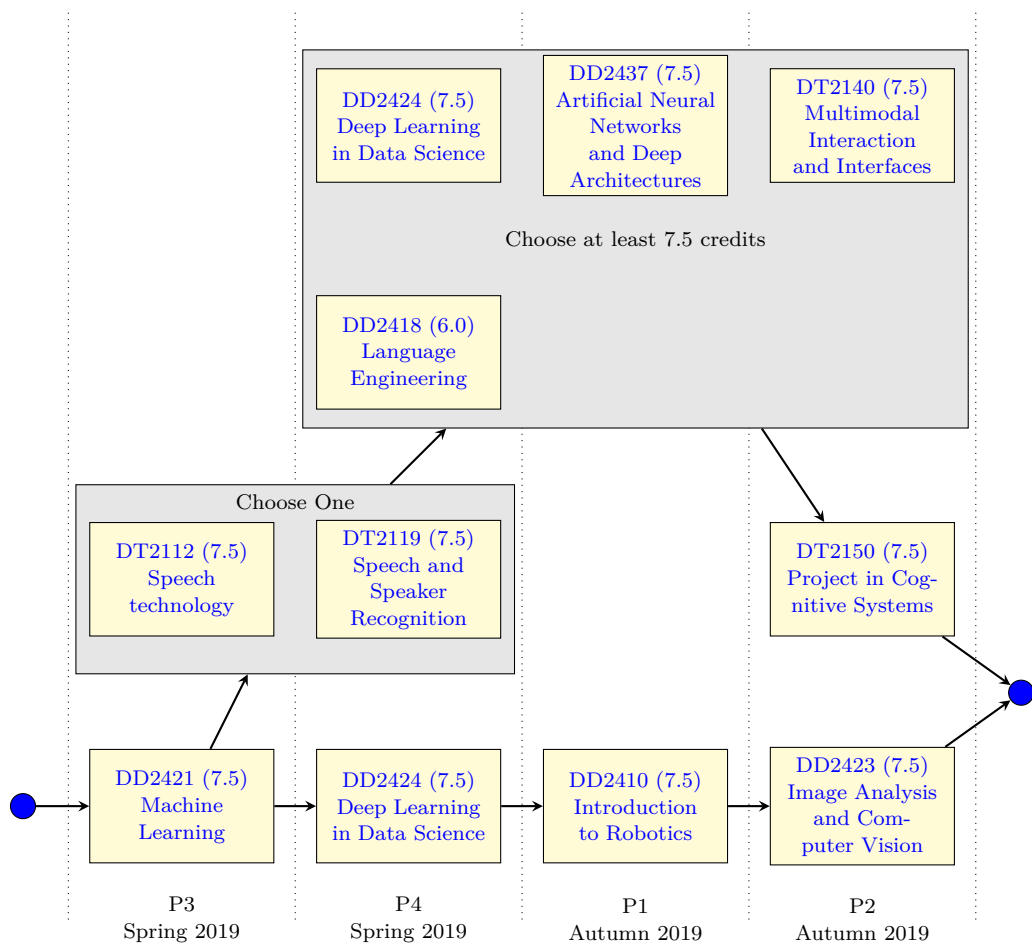 DD2424 (7.5)
Deep Learning
in Data Science
DD2437 (7.5)
Artificial Neural
Networks
and Deep
Architectures
DT2140 (7.5)
Multimodal
Interaction
and Interfaces
Choose at least 7.5 credits
DD2418 (6.0)
Language
Engineering
Choose One
DT2112 (7.5)
Speech
technology
DT2119 (7.5)
Speech and
Speaker
Recognition
DT2150 (7.5)
Project in Cog-
nitive Systems
DD2421 (7.5)
Machine
Learning
DD2424 (7.5)
Deep Learning
in Data Science
DD2410 (7.5)
Introduction
to Robotics
DD2423 (7.5)
Image Analysis
and Com-
puter Vision
P3
Spring 2019
P4
Spring 2019
P1
Autumn 2019
P2
Autumn 2019